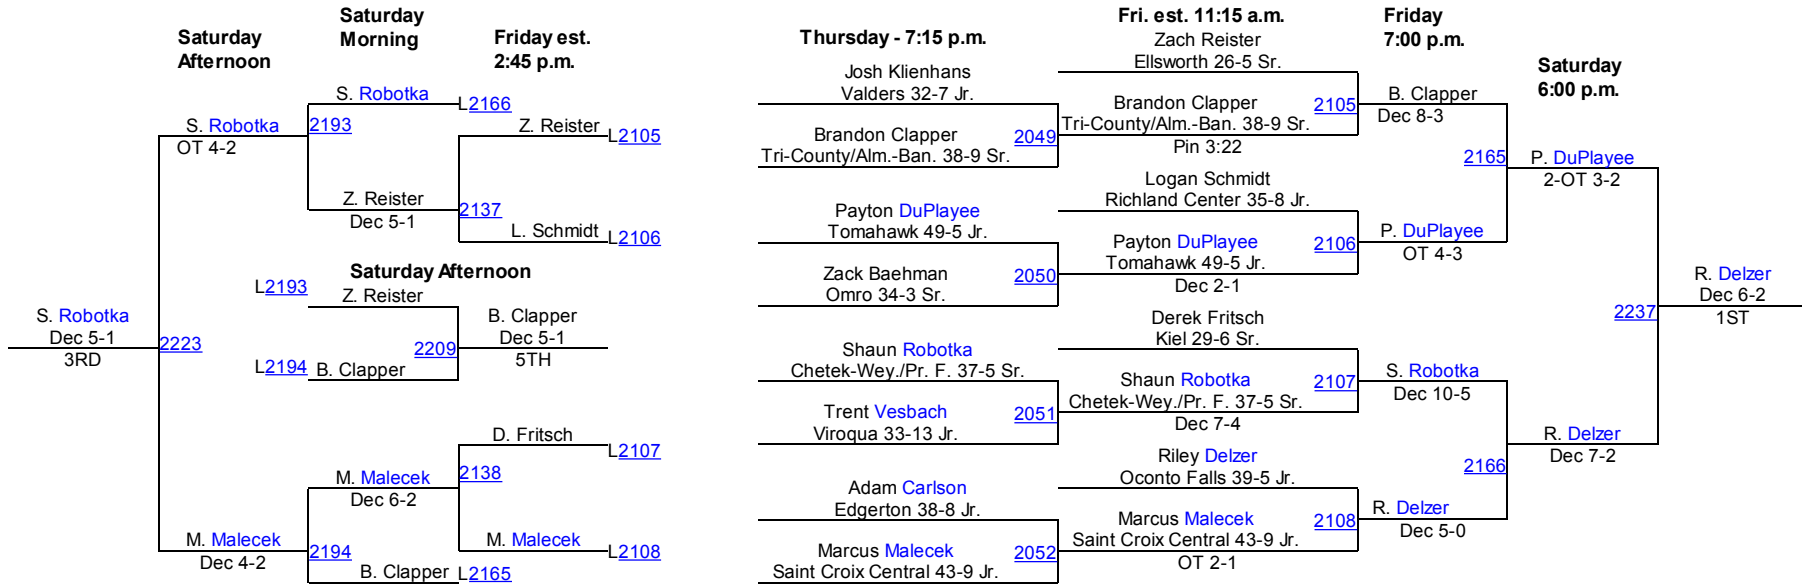 Saturday
Afternoon
Saturday
Morning
Friday est.
2:45 p.m.
S. Robotka
L2166
S. Robotka
2193
OT 4-2
Z. Reister
L2105
Z. Reister
2137
Dec 5-1
L. Schmidt
L2106
Saturday Afternoon
L2193
Z. Reister
S. Robotka
Dec 5-1
2223
3RD
B. Clapper
2209
Dec 5-1
5TH
L2194
B. Clapper
D. Fritsch
L2107
M. Malecek
2138
Dec 6-2
M. Malecek
2194
Dec 4-2
M. Malecek
L2108
B. Clapper
L2165
Thursday - 7:15 p.m.
Josh Klienhans
Valders 32-7 Jr.
Brandon Clapper
2049
Tri-County/Alm.-Ban. 38-9 Sr.
Payton DuPlayee
Tomahawk 49-5 Jr.
Zack Baehman
2050
Omro 34-3 Sr.
Shaun Robotka
Chetek-Wey./Pr. F. 37-5 Sr.
Trent Vesbach
2051
Viroqua 33-13 Jr.
Adam Carlson
Edgerton 38-8 Jr.
Marcus Malecek
2052
Saint Croix Central 43-9 Jr.
Fri. est. 11:15 a.m.
Zach Reister
Ellsworth 26-5 Sr.
Brandon Clapper
2105
Tri-County/Alm.-Ban. 38-9 Sr.
Pin 3:22
Logan Schmidt
Richland Center 35-8 Jr.
Payton DuPlayee
2106
Tomahawk 49-5 Jr.
Dec 2-1
Derek Fritsch
Kiel 29-6 Sr.
Shaun Robotka
2107
Chetek-Wey./Pr. F. 37-5 Sr.
Dec 7-4
Riley Delzer
Oconto Falls 39-5 Jr.
Marcus Malecek
2108
Saint Croix Central 43-9 Jr.
OT 2-1
Friday
7:00 p.m.
B. Clapper
Dec 8-3
2165
P. DuPlayee
OT 4-3
S. Robotka
Dec 10-5
2166
R. Delzer
Dec 5-0
Saturday
6:00 p.m.
P. DuPlayee
2-OT 3-2
2237
R. Delzer
Dec 7-2
R. Delzer
Dec 6-2
1ST